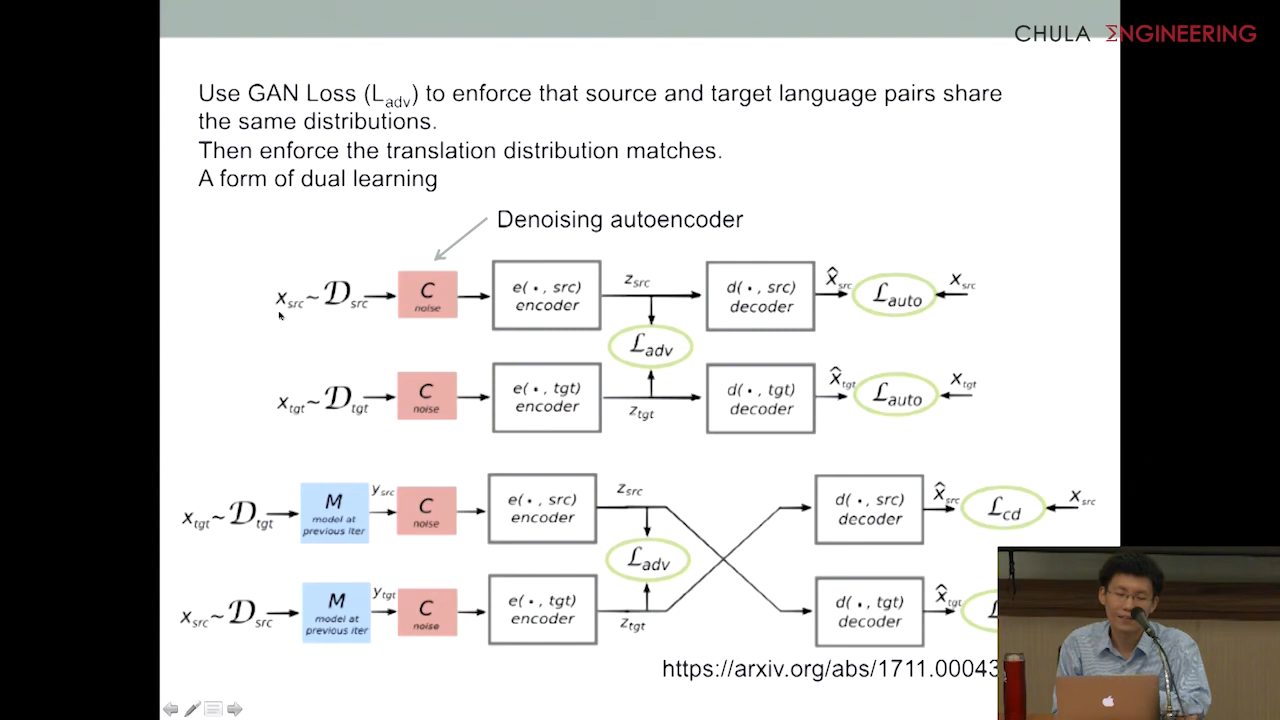 CHULA ΣNGINEERING
Use GAN Loss (L_adv) to enforce that source and target language pairs share
the same distributions.
Then enforce the translation distribution matches.
A form of dual learning
Denoising autoencoder
x_src ~ D_src C noise e(•, src) encoder z_src d(•, src) decoder x̂_src L_auto x_src
L_adv
x_tgt ~ D_tgt C noise e(•, tgt) encoder z_tgt d(•, tgt) decoder x̂_tgt L_auto x_tgt
x_tgt ~ D_tgt M model at previous iter y_src C noise e(•, src) encoder z_src d(•, src) decoder x̂_src L_cd x_src
L_adv
x_src ~ D_src M model at previous iter y_tgt C noise e(•, tgt) encoder z_tgt d(•, tgt) decoder x̂_tgt
https://arxiv.org/abs/1711.00043